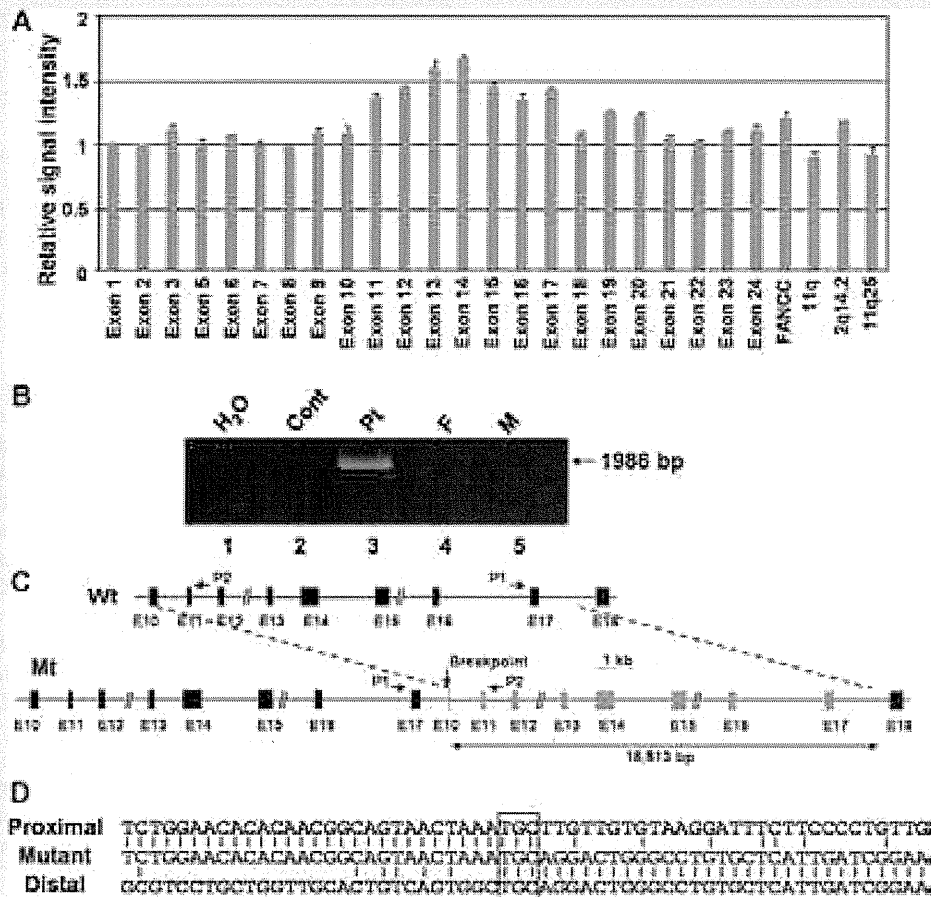 A
2
1.5
1
0.5
0
Relative signal intensity
Exon 1
Exon 2
Exon 3
Exon 5
Exon 6
Exon 7
Exon 8
Exon 9
Exon 10
Exon 11
Exon 12
Exon 13
Exon 14
Exon 15
Exon 16
Exon 17
Exon 18
Exon 19
Exon 20
Exon 21
Exon 22
Exon 23
Exon 24
FANCC
11q
2q14.2
11q25
B
H2O Cont Pt F M
1986 bp
1 2 3 4 5
C
P2 P1
Wt
E10 E11 E12 E13 E14 E15 E16 E17 E18
Breakpoint 1 kb
Mt
P1 P2
E10 E11 E12 E13 E14 E15 E16 E17 E10 E11 E12 E13 E14 E15 E16 E17
bp
D
Proximal TCTGGAACACACAACGGCAGTAACTAAATGCTTGTTGTGTAAGGATTTCTTCCCCTGTTG
Mutant TCTGGAACACACAACGGCAGTAACTAAATGCAGGACTGGGCCTGTGCTCATTGATCGGAA
Distal GCGTCCTGCTGGTTGCACTGTCAGTGGCTGCAGGACTGGGCCTGTGCTCATTGATCGGAA